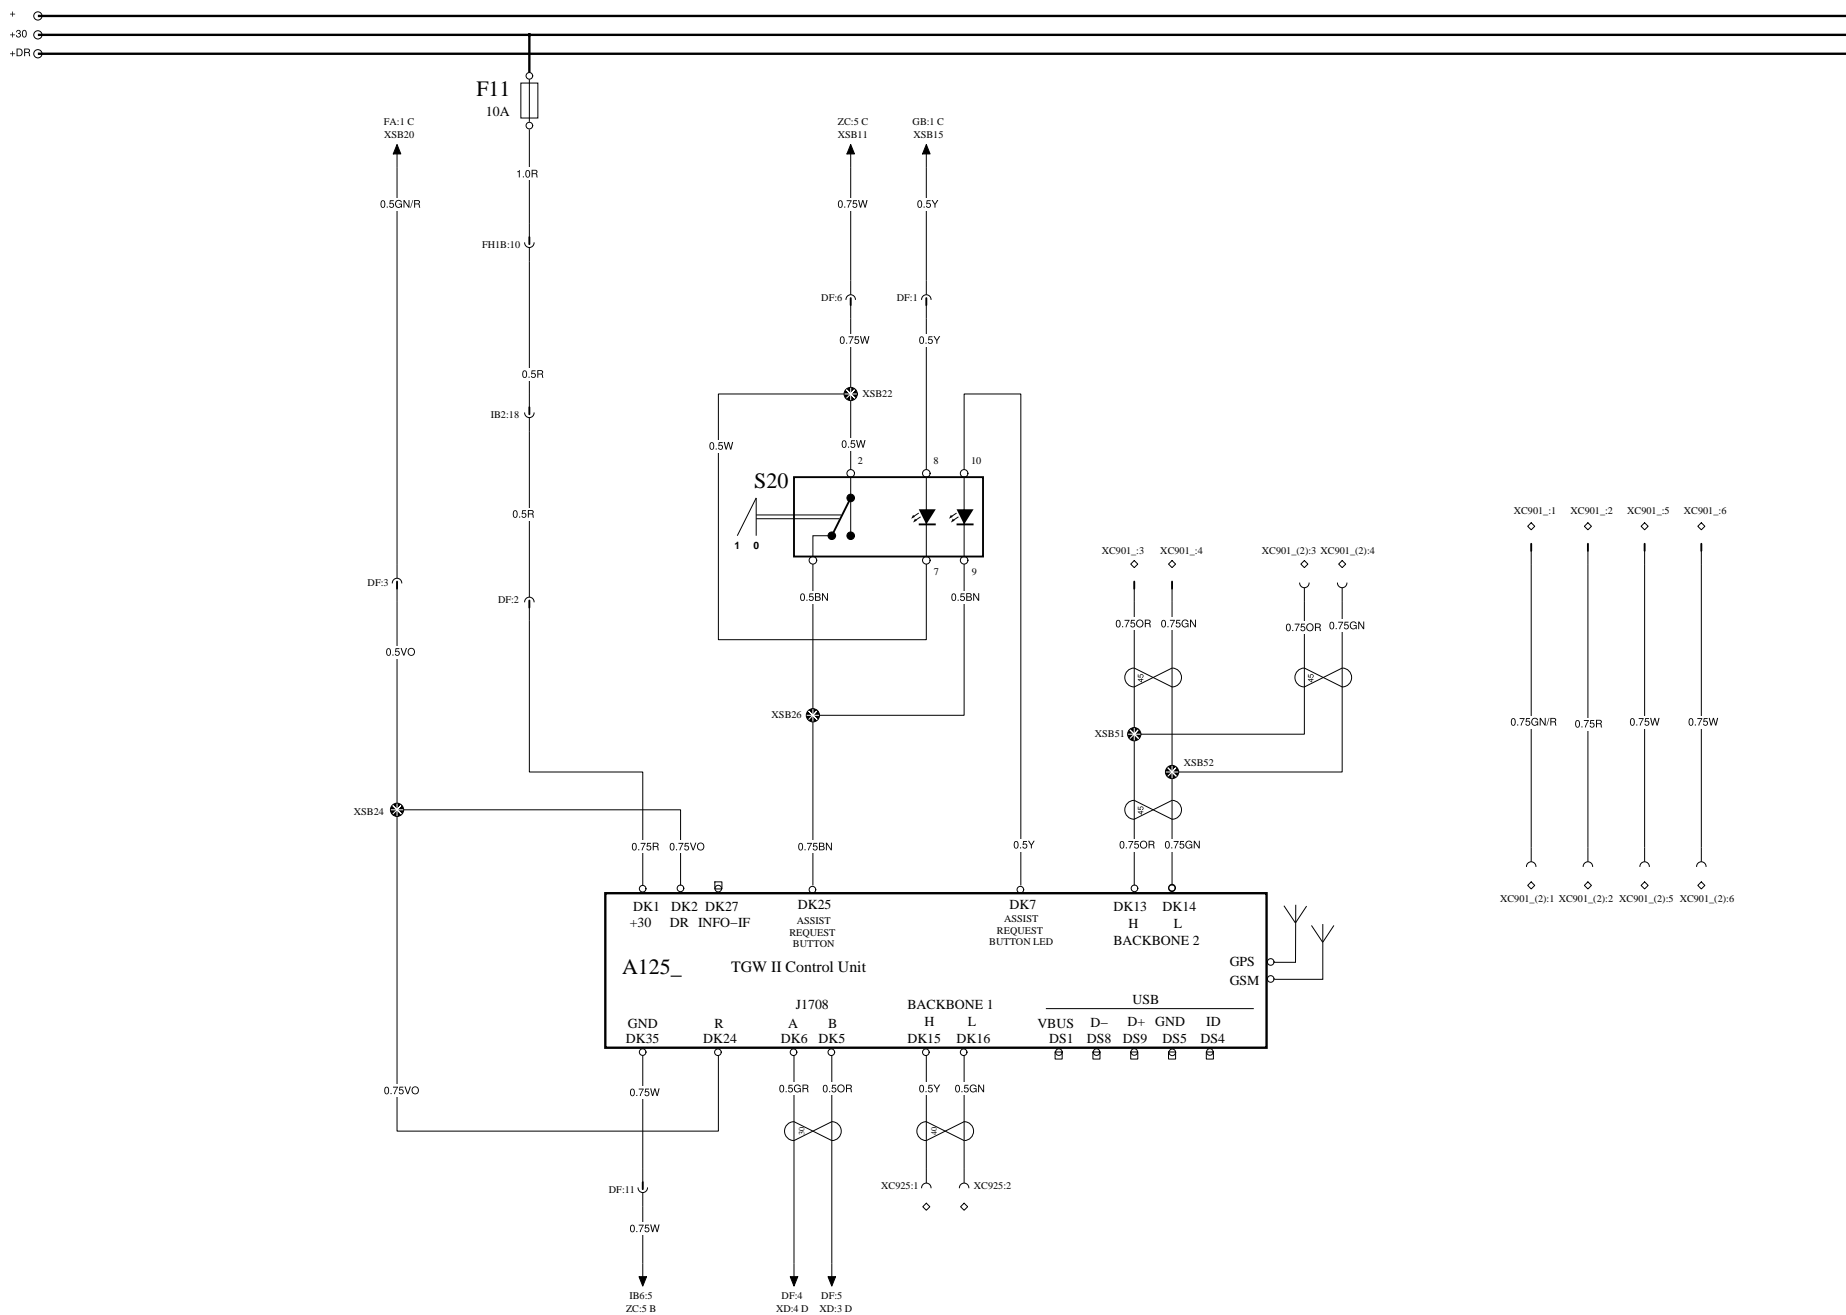 +
+30
+DR
F11
10A
FA:1 C
XSB20
ZC:5 C
XSB11
GB:1 C
XSB15
1.0R
0.5GN/R
0.75W
0.5Y
FH1B:10
DF:6
DF:1
0.75W
0.5Y
0.5R
XSB22
IB2:18
0.5W
0.5W
2
8
10
S20
0.5R
1 0
XC901_:1
XC901_:2
XC901_:5
XC901_:6
XC901_:3
XC901_:4
XC901_(2):3
XC901_(2):4
7
9
DF:3
DF:2
0.5BN
0.5BN
0.75OR
0.75GN
0.75OR
0.75GN
0.5VO
45
45
XSB26
0.75GN/R
0.75R
0.75W
0.75W
XSB51
XSB52
XSB24
45
0.75R
0.75VO
0.75BN
0.5Y
0.75OR
0.75GN
XC901_(2):1
XC901_(2):2
XC901_(2):5
XC901_(2):6
DK1
+30
DK2
DR
DK27
INFO-IF
DK25
ASSIST
REQUEST
BUTTON
DK7
ASSIST
REQUEST
BUTTON LED
DK13
H
DK14
L
BACKBONE 2
GPS
GSM
A125_
TGW II Control Unit
GND
DK35
R
DK24
J1708
A
DK6
B
DK5
BACKBONE 1
H
DK15
L
DK16
USB
VBUS
DS1
D-
DS8
D+
DS9
GND
DS5
ID
DS4
0.75VO
0.75W
0.5GR
0.5OR
0.5Y
0.5GN
30
40
DF:11
XC925:1
XC925:2
0.75W
IB6:5
ZC:5 B
DF:4
XD:4 D
DF:5
XD:3 D